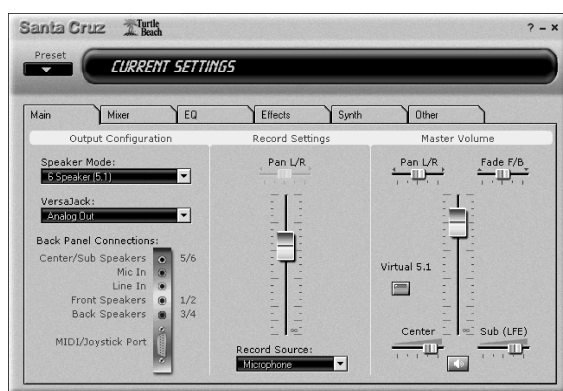 Santa Cruz Turtle Beach ? – ×
Preset
CURRENT SETTINGS
Main Mixer EQ Effects Synth Other
Output Configuration
Speaker Mode:
6 Speaker (5.1)
VersaJack:
Analog Out
Back Panel Connections:
Center/Sub Speakers 5/6
Mic In
Line In
Front Speakers 1/2
Back Speakers 3/4
MIDI/Joystick Port
Record Settings
Pan L/R
∞
Record Source:
Microphone
Master Volume
Pan L/R Fade F/B
Virtual 5.1
Center ∞ Sub (LFE)